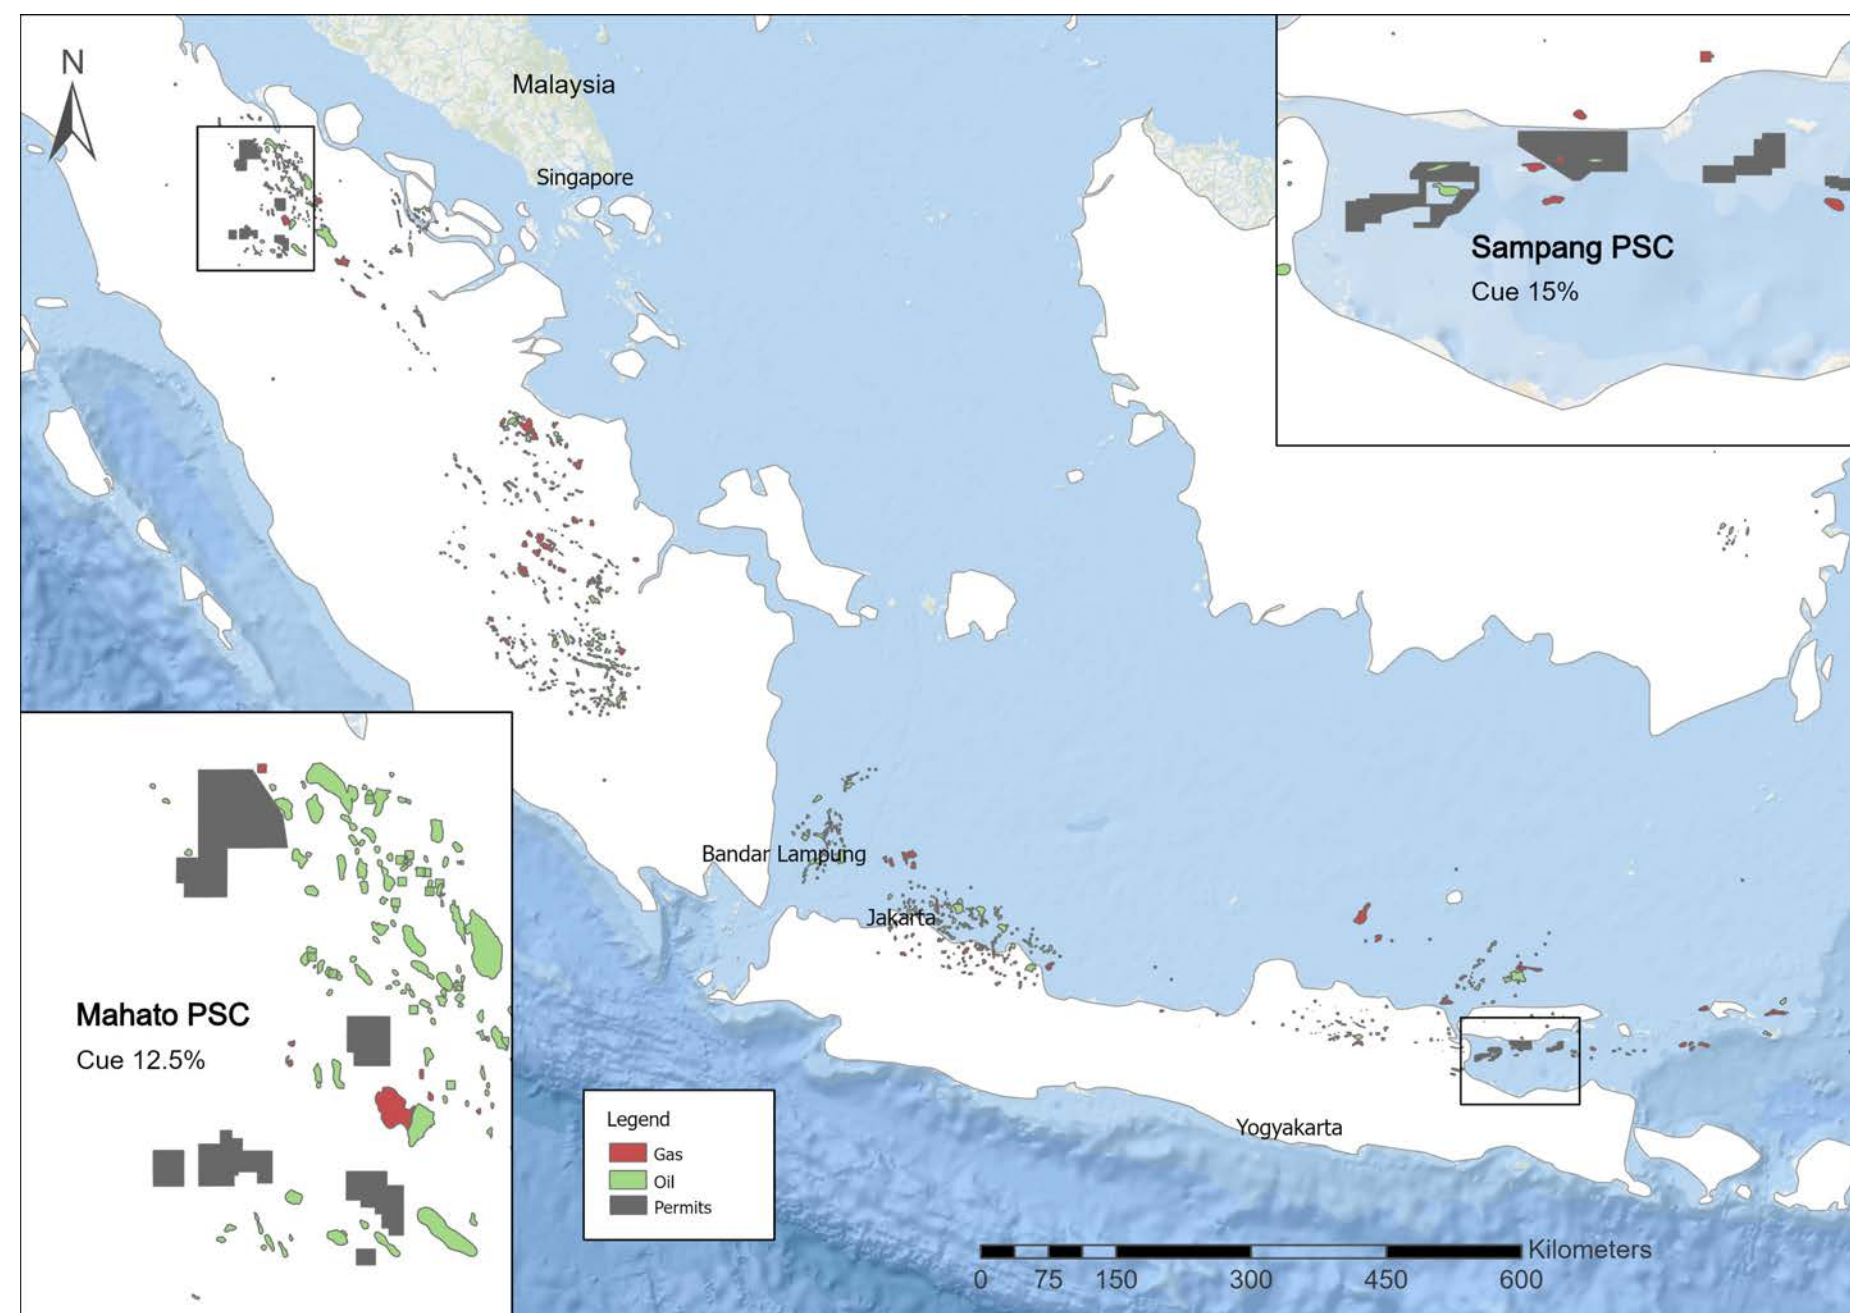 N
Malaysia
Singapore
Sampang PSC
Cue 15%
Bandar Lampung
Jakarta
Mahato PSC
Cue 12.5%
Yogyakarta
Legend
Gas
Oil
Permits
Kilometers
0 75 150 300 450 600